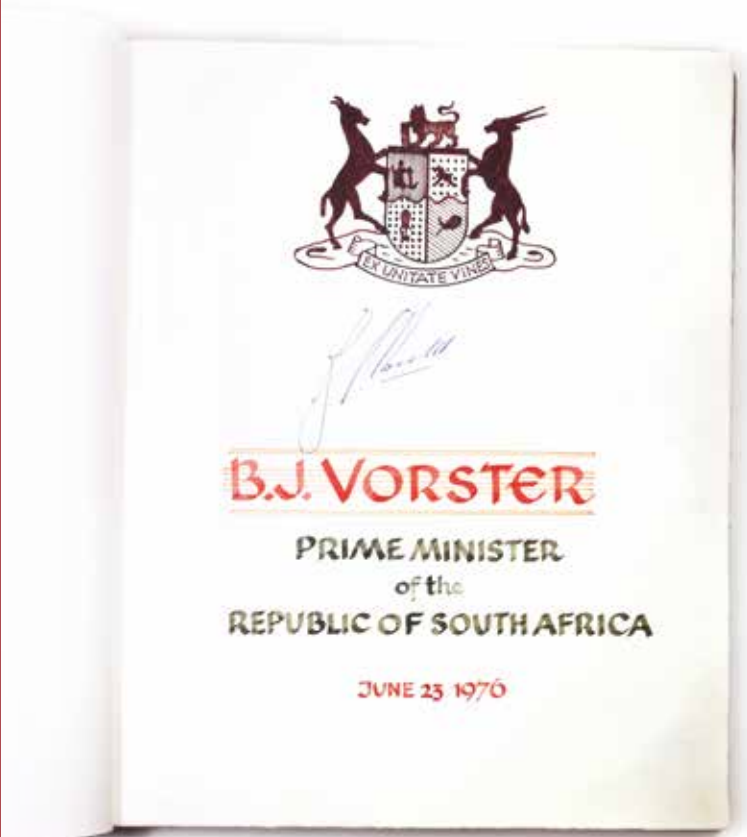 EX UNITATE VIRES
B.J. VORSTER
PRIME MINISTER
of the
REPUBLIC OF SOUTH AFRICA
JUNE 23 1976